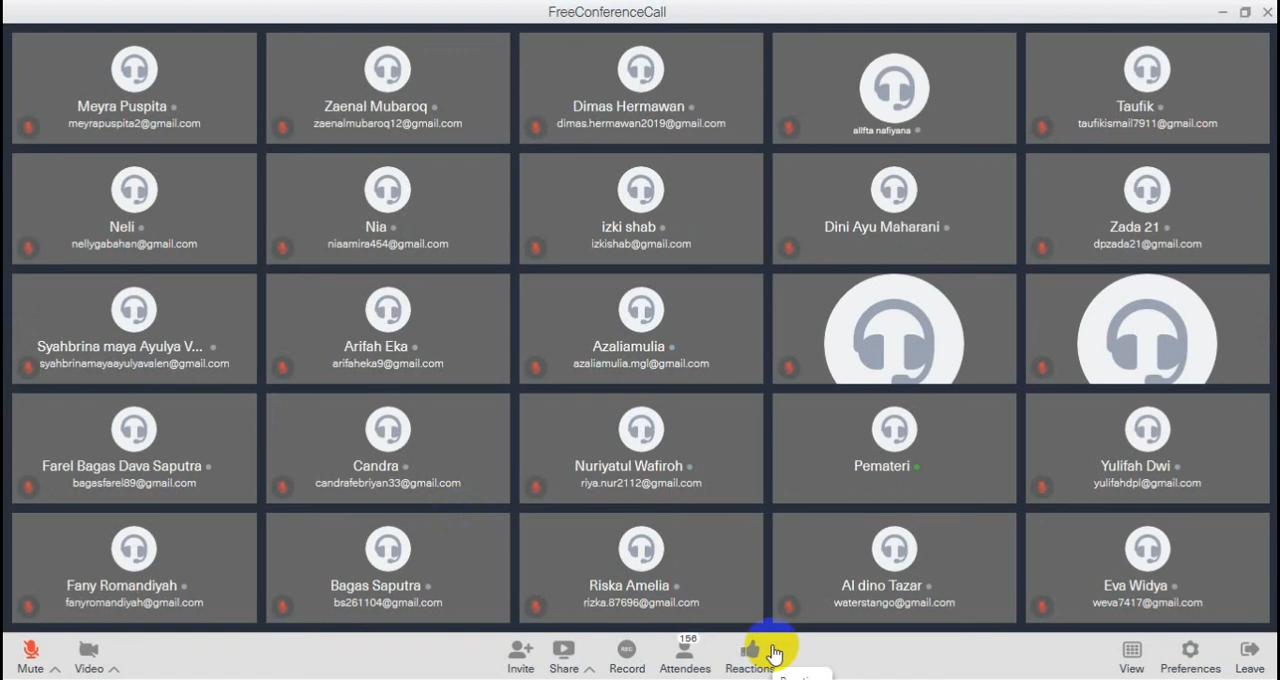 FreeConferenceCall
Meyra Puspita
meyrapuspita2@gmail.com
Zaenal Mubaroq
zaenalmubaroq12@gmail.com
Dimas Hermawan
dimas.hermawan2019@gmail.com
alifta nafiyana
Taufik
taufikismail7911@gmail.com
Neli
nellygabahan@gmail.com
Nia
niaamira454@gmail.com
izki shab
izkishab@gmail.com
Dini Ayu Maharani
Zada 21
dpzada21@gmail.com
Syahbrina maya Ayulya V...
syahbrinamayaayulyavalen@gmail.com
Arifah Eka
arifaheka9@gmail.com
Azaliamulia
azaliamulia.mgl@gmail.com
Farel Bagas Dava Saputra
bagasfarel89@gmail.com
Candra
candrafebriyan33@gmail.com
Nuriyatul Wafiroh
riya.nur2112@gmail.com
Pemateri
Yulifah Dwi
yulifahdpl@gmail.com
Fany Romandiyah
fanyromandiyah@gmail.com
Bagas Saputra
bs261104@gmail.com
Riska Amelia
rizka.87696@gmail.com
Al dino Tazar
waterstango@gmail.com
Eva Widya
weva7417@gmail.com
Mute
Video
Invite
Share
REC
Record
156
Attendees
Reactions
View
Preferences
Leave